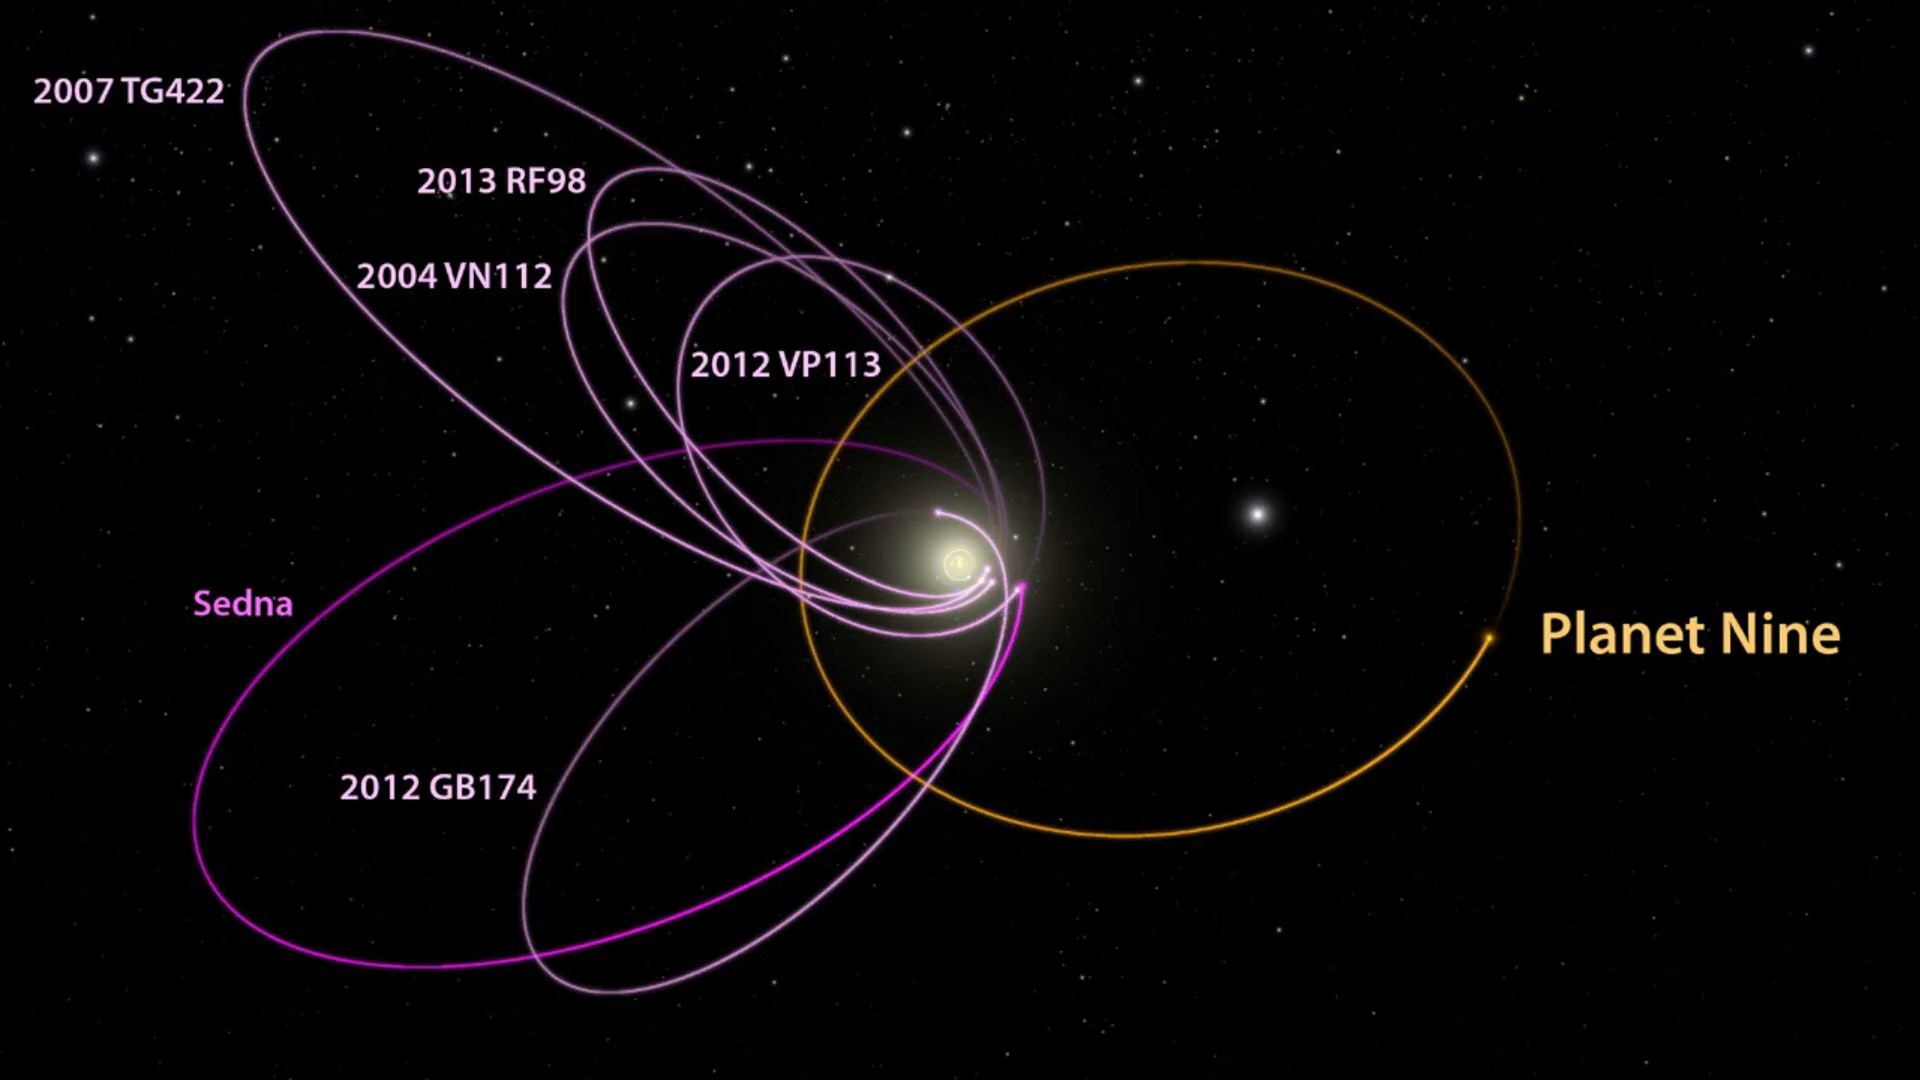 2007 TG422
2013 RF98
2004 VN112
2012 VP113
Sedna
Planet Nine
2012 GB174